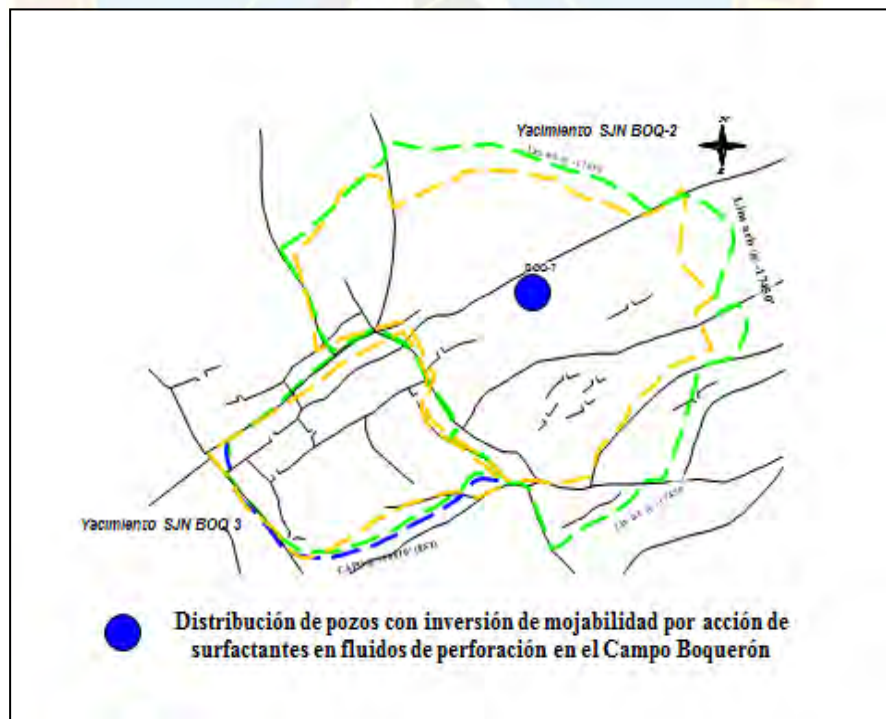 N
Yacimiento SJN BOQ-2
BOQ-7
Yacimiento SJN BOQ 3
Distribución de pozos con inversión de mojabilidad por acción de
surfactantes en fluidos de perforación en el Campo Boquerón